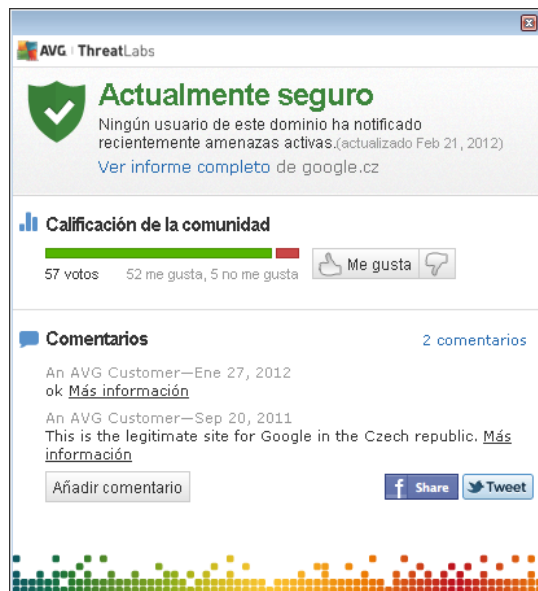 AVG ThreatLabs
Actualmente seguro
Ningún usuario de este dominio ha notificado
recientemente amenazas activas.(actualizado Feb 21, 2012)
Ver informe completo de google.cz
Calificación de la comunidad
57 votos 52 me gusta, 5 no me gusta
Me gusta
Comentarios
2 comentarios
An AVG Customer—Ene 27, 2012
ok Más información
An AVG Customer—Sep 20, 2011
This is the legitimate site for Google in the Czech republic. Más
información
Añadir comentario
f Share
Tweet